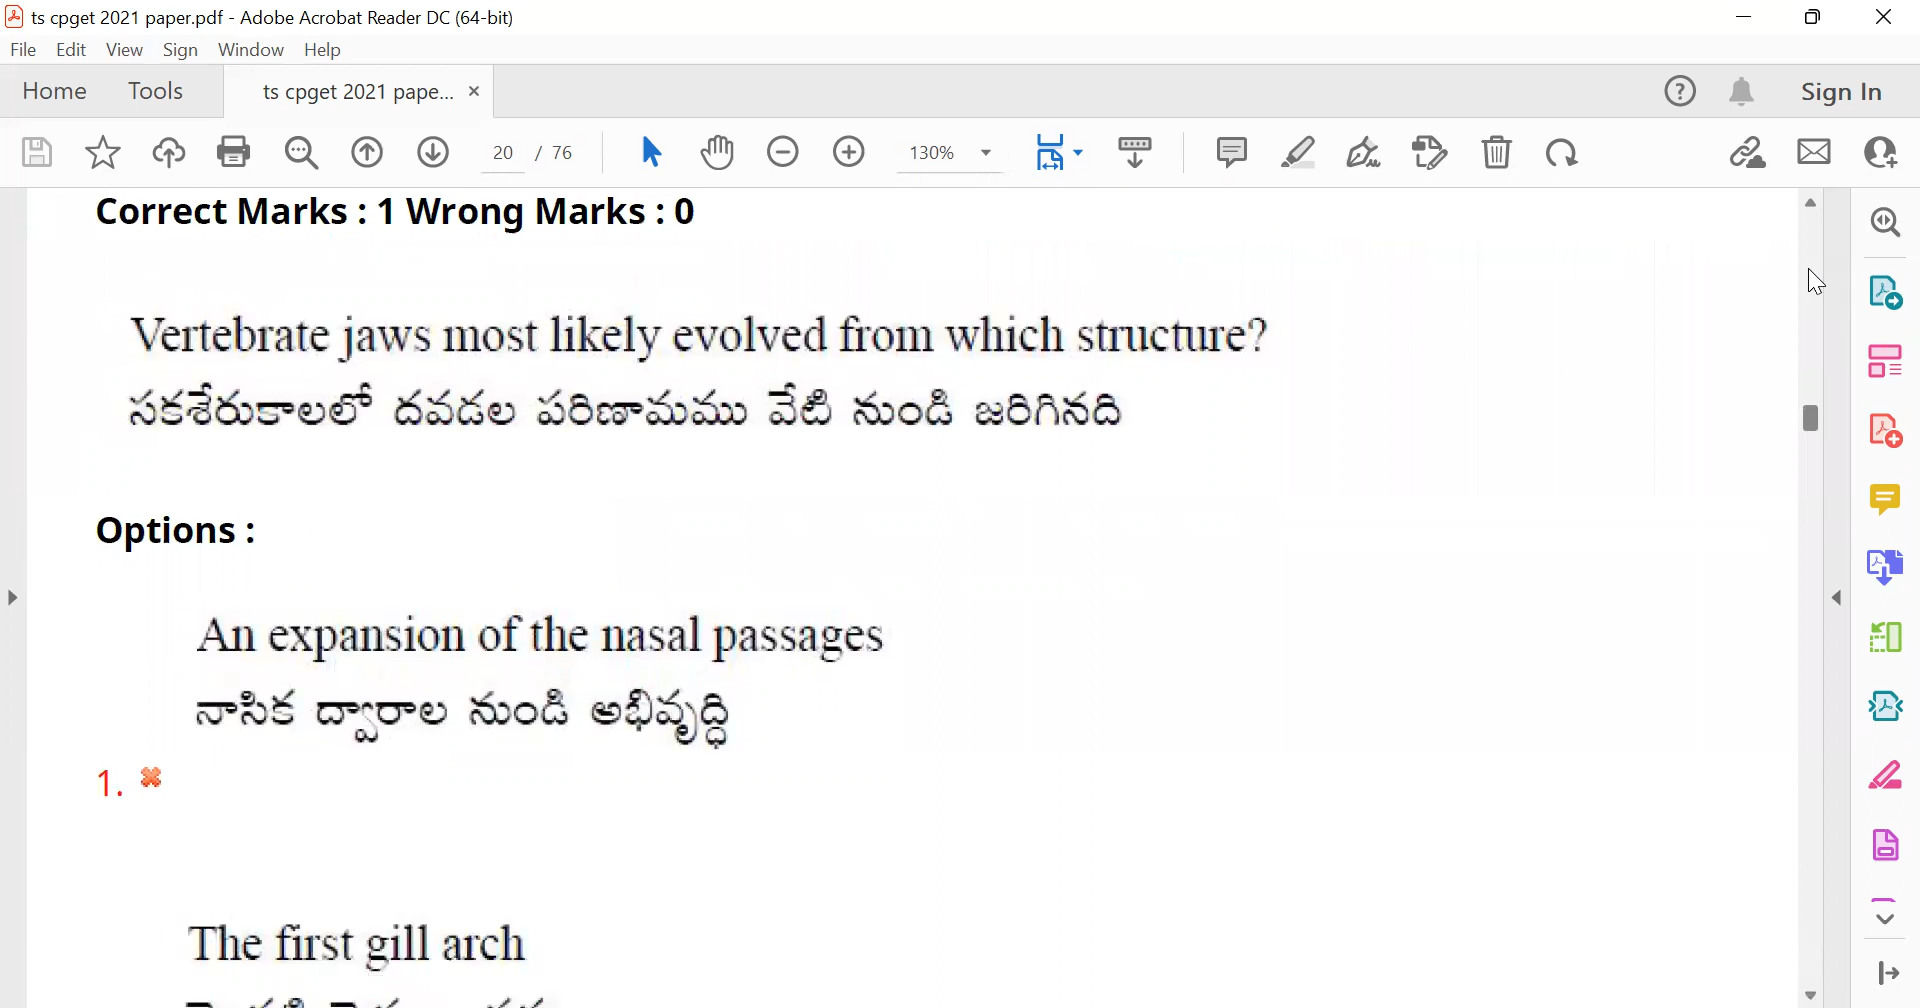 ts cpget 2021 paper.pdf - Adobe Acrobat Reader DC (64-bit)
File Edit View Sign Window Help
Home Tools ts cpget 2021 pape... × Sign In
20 / 76 130%
Correct Marks : 1 Wrong Marks : 0
Vertebrate jaws most likely evolved from which structure?
సకశేరుకాలలో దవడల పరిణామము వేటి నుండి జరిగినది
Options :
An expansion of the nasal passages
నాసిక ద్వారాల నుండి అభివృద్ధి
1.
The first gill arch